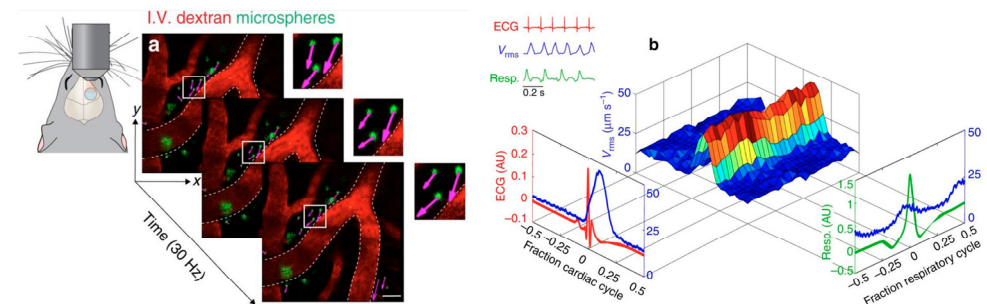 I.V. dextran microspheres
a
y
x
Time (30 Hz)
ECG
Vrms
Resp.
0.2 s
b
Vrms (μm s⁻¹)
50
25
0
ECG (AU)
0.3
0.2
0.1
0
−0.1
50
25
0
−0.5
−0.25
0
0.25
0.5
Fraction cardiac cycle
Resp. (AU)
1.5
1
0.5
0
−0.5
50
25
0
−0.5
−0.25
0
0.25
0.5
Fraction respiratory cycle